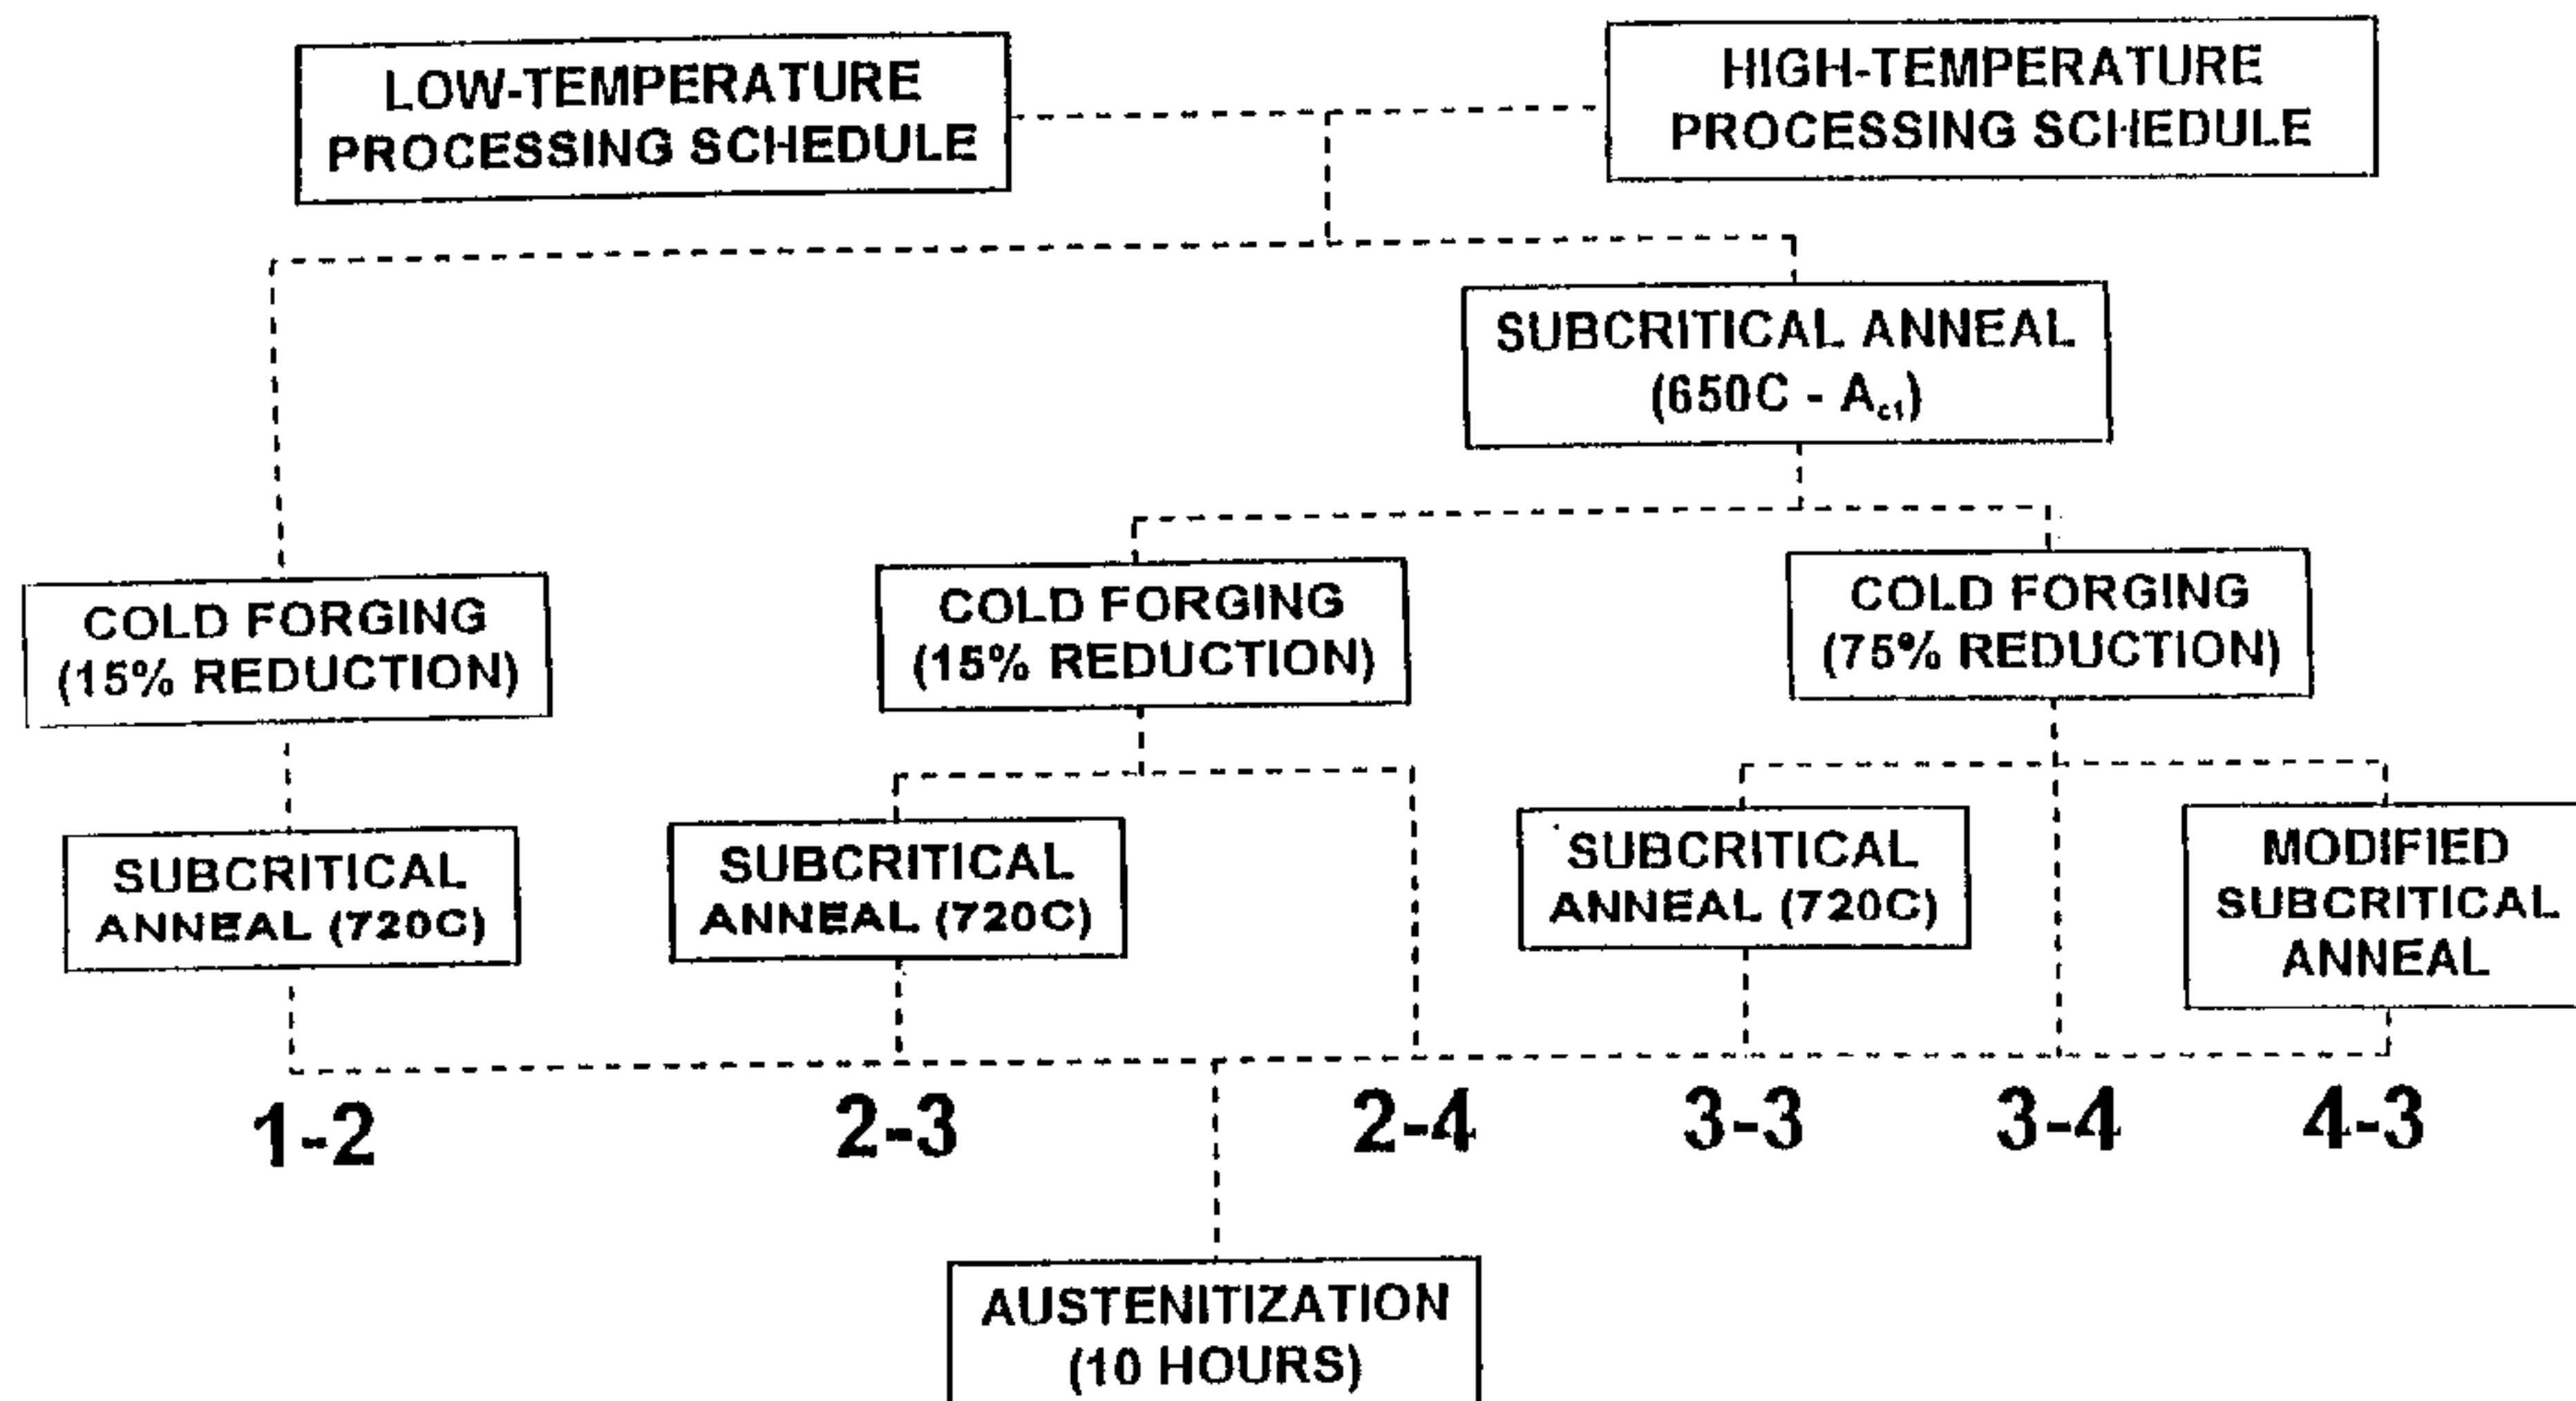 LOW-TEMPERATURE
PROCESSING SCHEDULE
HIGH-TEMPERATURE
PROCESSING SCHEDULE
SUBCRITICAL ANNEAL
(650C - Ac1)
COLD FORGING
(15% REDUCTION)
COLD FORGING
(15% REDUCTION)
COLD FORGING
(75% REDUCTION)
SUBCRITICAL
ANNEAL (720C)
SUBCRITICAL
ANNEAL (720C)
SUBCRITICAL
ANNEAL (720C)
MODIFIED
SUBCRITICAL
ANNEAL
1-2
2-3
2-4
3-3
3-4
4-3
AUSTENITIZATION
(10 HOURS)